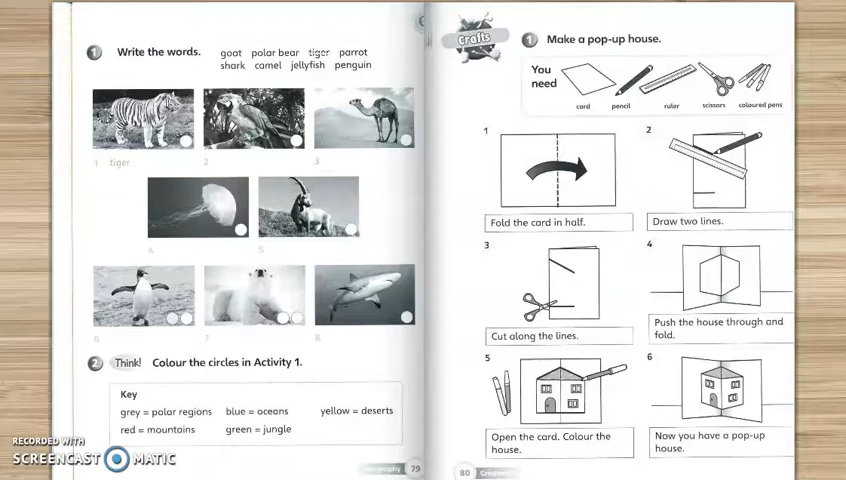 1 Write the words. goat polar bear tiger parrot
shark camel jellyfish penguin
1 tiger
2
3
4
5
6
7
8
2 Think! Colour the circles in Activity 1.
Key
grey = polar regions blue = oceans yellow = deserts
red = mountains green = jungle
79
Crafts
1 Make a pop-up house.
You
need
card pencil ruler scissors coloured pens
1
Fold the card in half.
2
Draw two lines.
3
Cut along the lines.
4
Push the house through and
fold.
5
Open the card. Colour the
house.
6
Now you have a pop-up
house.
80
RECORDED WITH
SCREENCAST MATIC